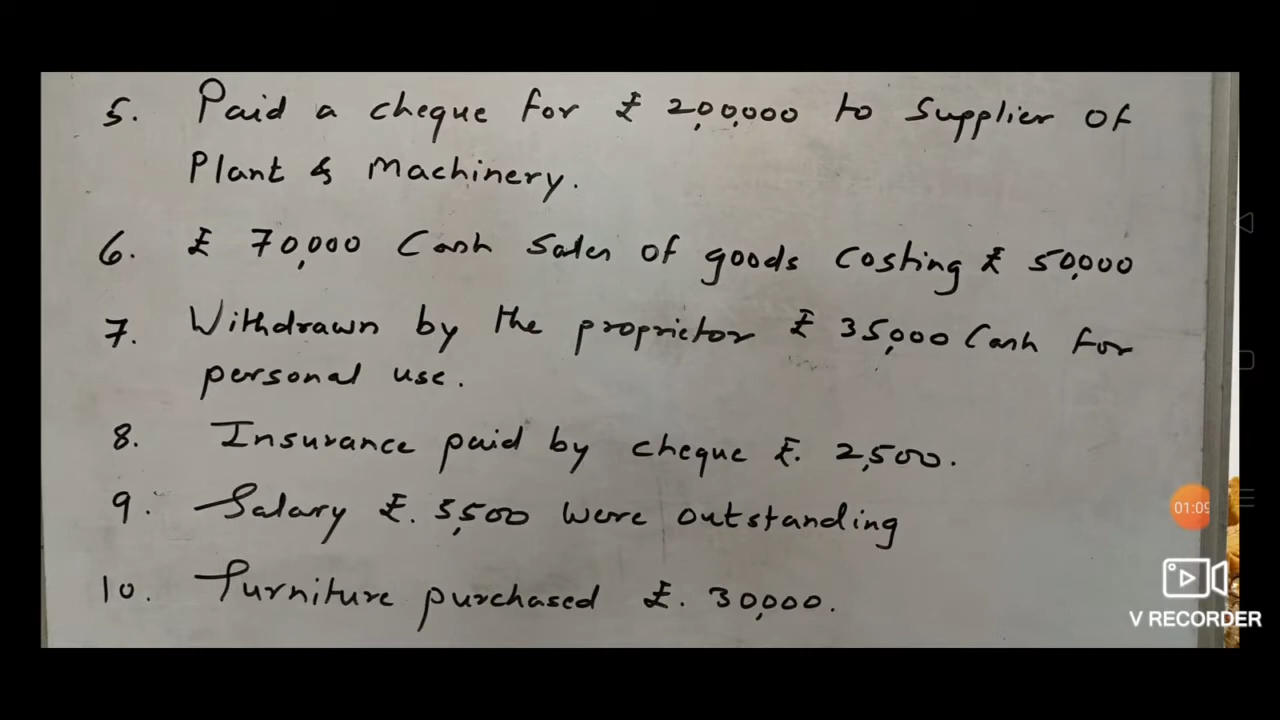 5. Paid a cheque for ₹ 2,00,000 to Supplier of
Plant & Machinery.
6. ₹ 70,000 Cash Sales of goods costing ₹ 50,000
7. Withdrawn by the proprietor ₹ 35,000 Cash for
personal use.
8. Insurance paid by cheque ₹. 2,500.
9. Salary ₹. 5,500 were outstanding
10. Furniture purchased ₹. 30,000.
01:09
V RECORDER